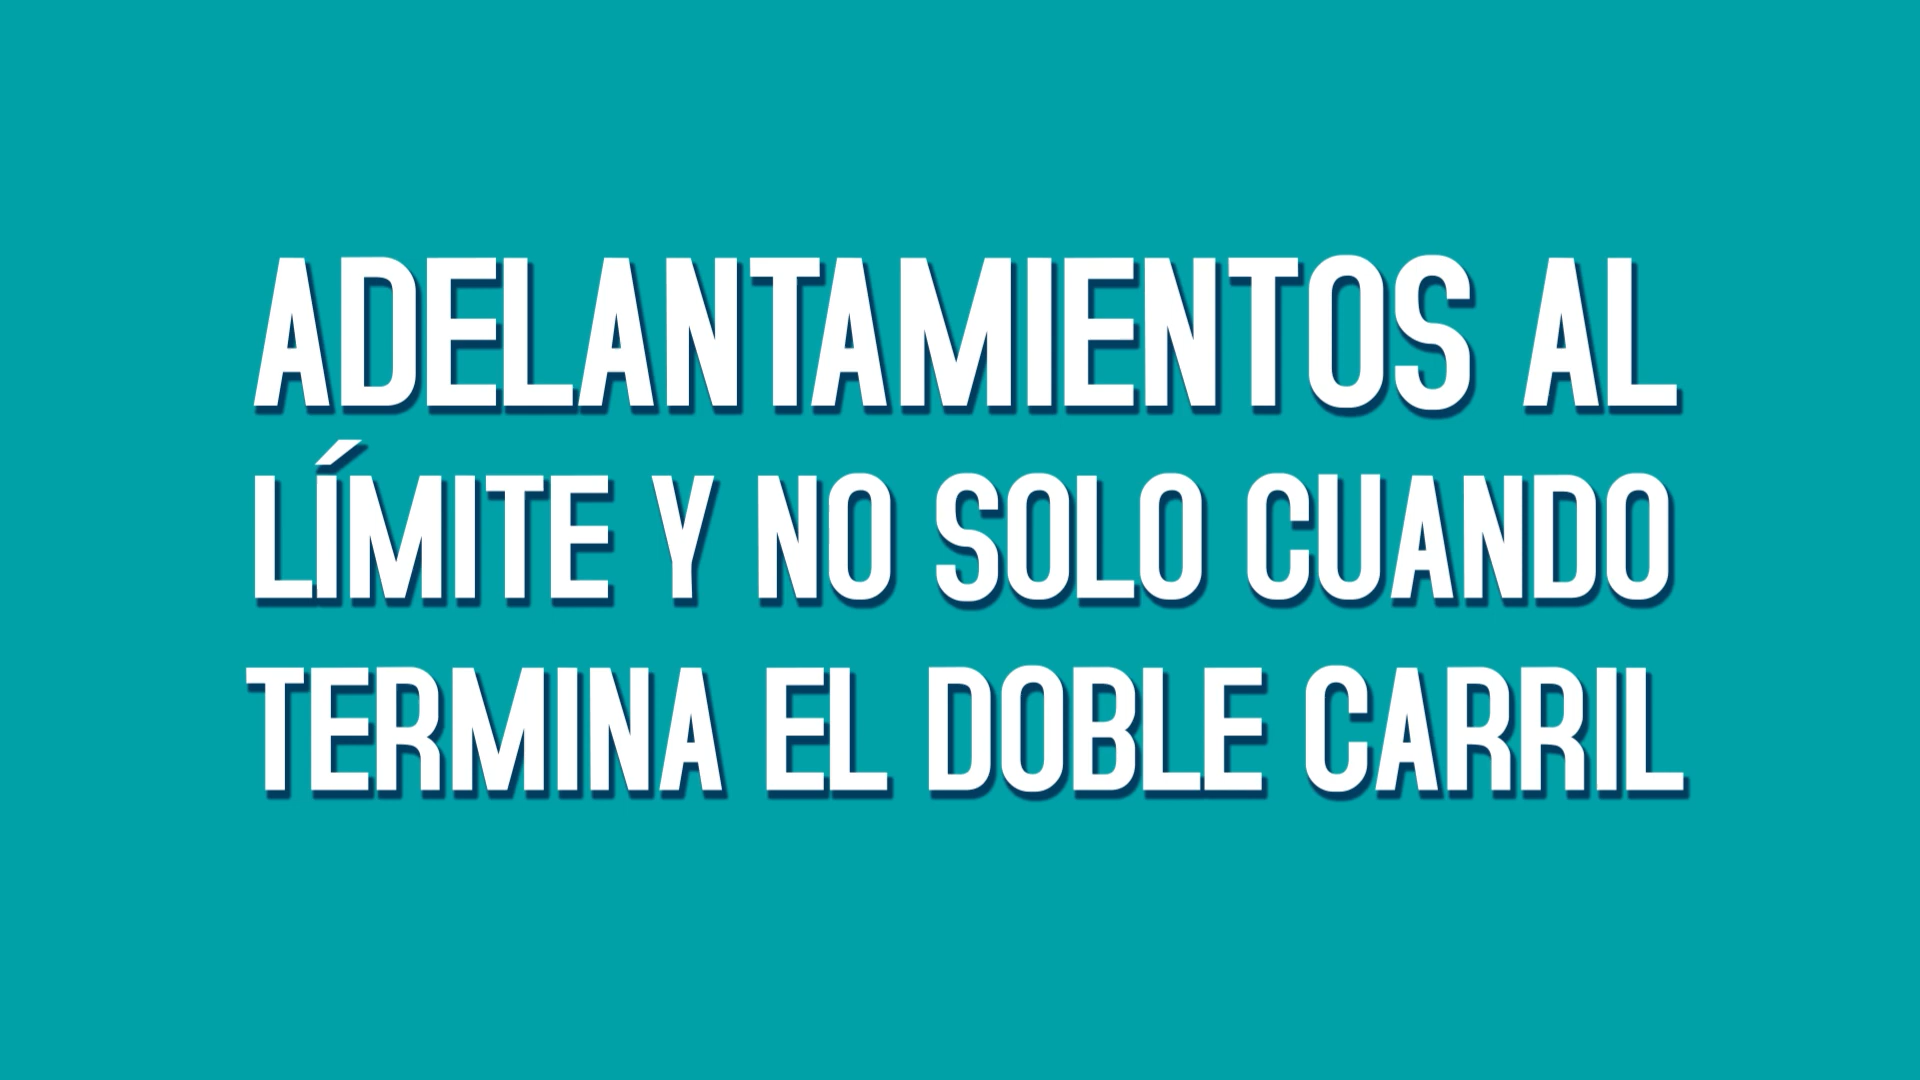 ADELANTAMIENTOS AL
LÍMITE Y NO SOLO CUANDO
TERMINA EL DOBLE CARRIL